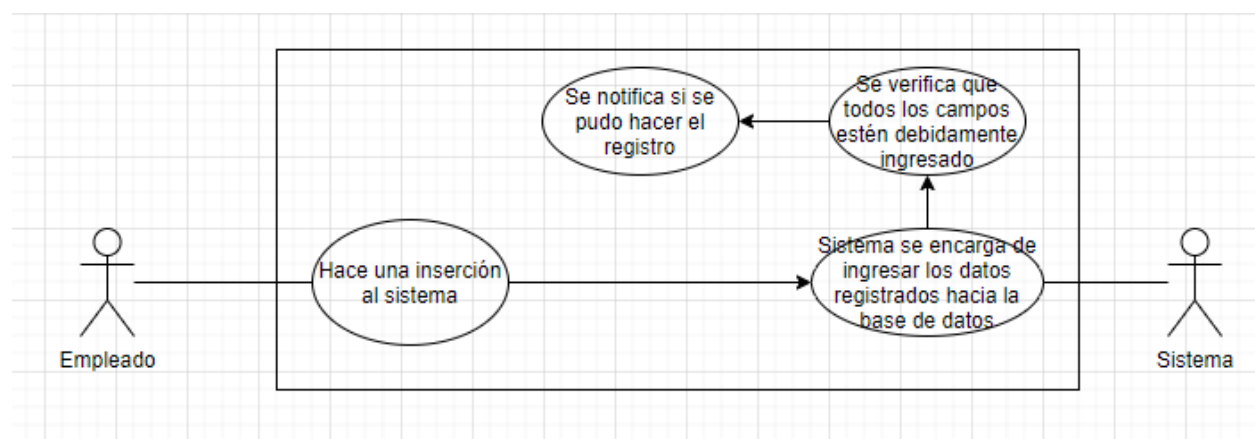 Se notifica si se
pudo hacer el
registro
Se verifica que
todos los campos
estén debidamente
ingresado
Hace una inserción
al sistema
Sistema se encarga de
ingresar los datos
registrados hacia la
base de datos
Empleado
Sistema